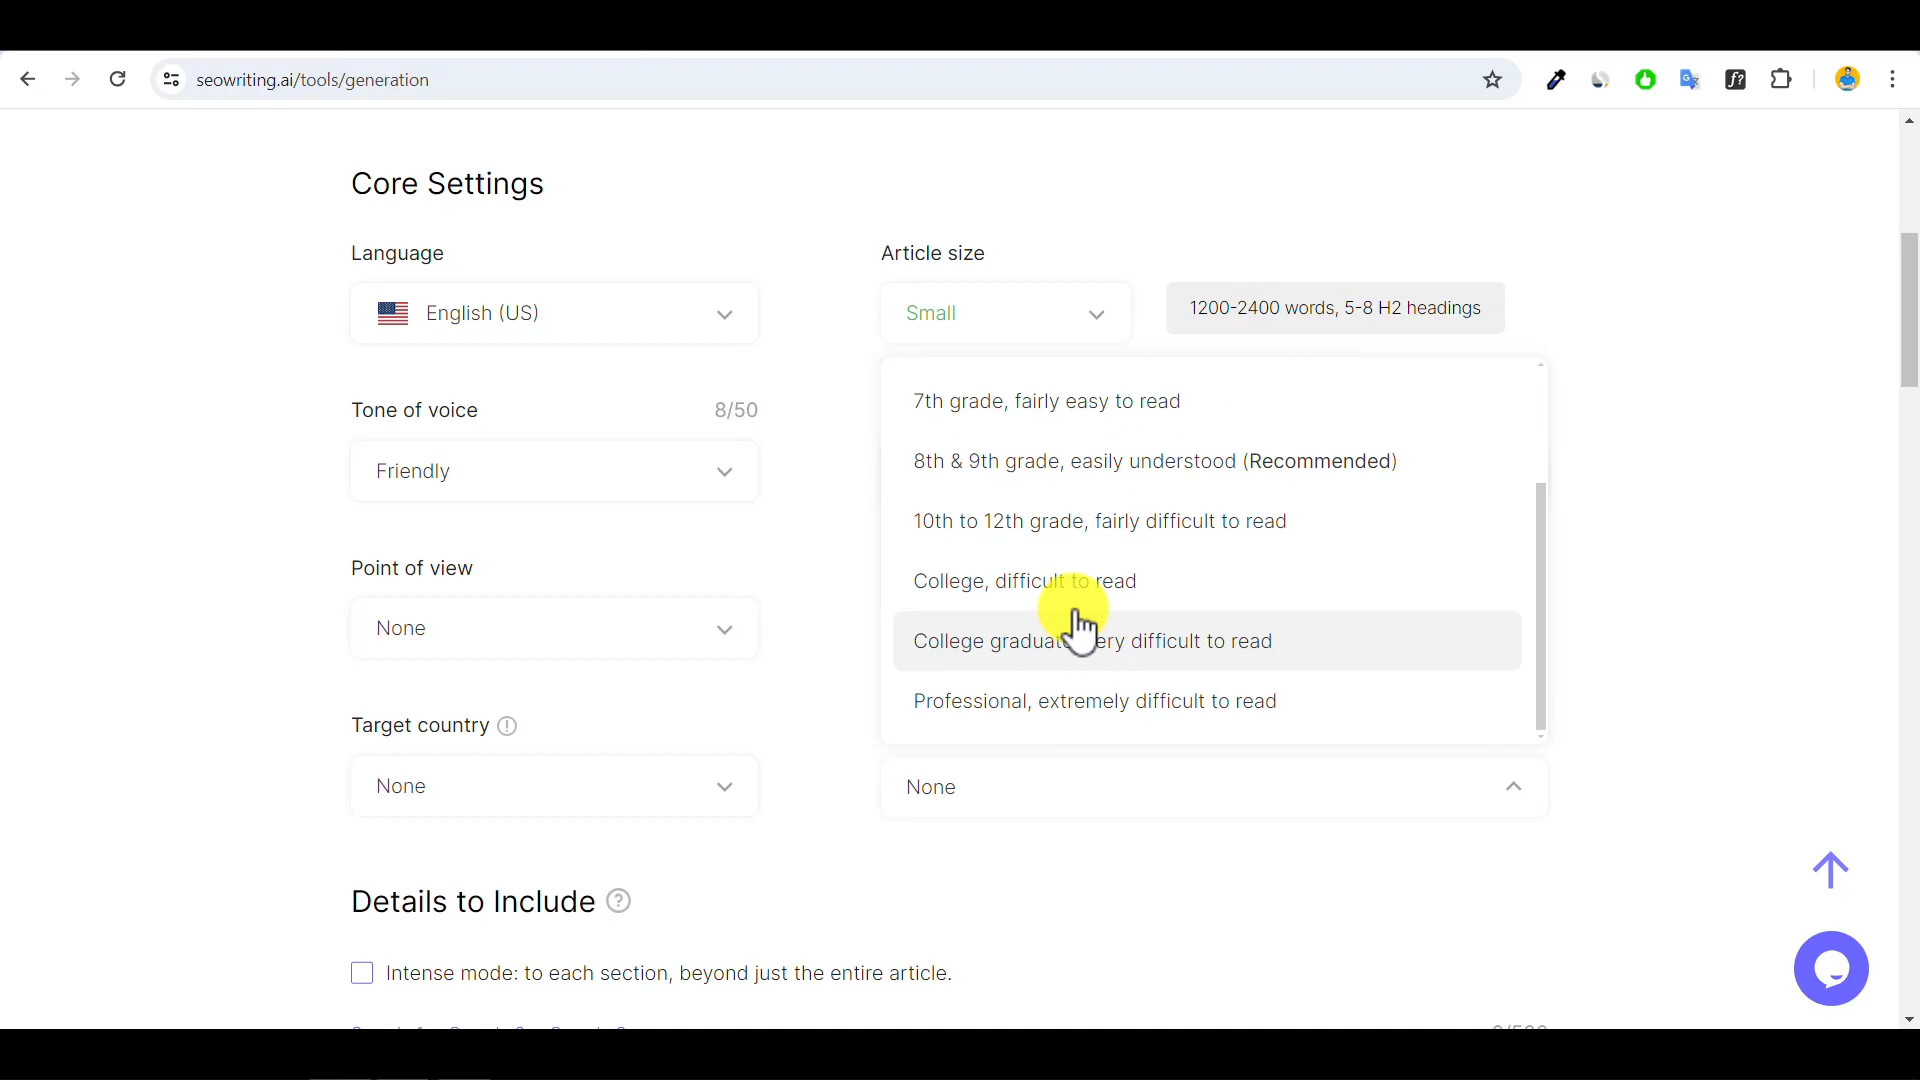 seowriting.ai/tools/generation
Core Settings
Language
Article size
English (US)
Small
1200-2400 words, 5-8 H2 headings
Tone of voice
8/50
Friendly
7th grade, fairly easy to read
8th & 9th grade, easily understood (Recommended)
10th to 12th grade, fairly difficult to read
College, difficult to read
Point of view
None
College graduate, very difficult to read
Professional, extremely difficult to read
Target country
None
None
Details to Include
Intense mode: to each section, beyond just the entire article.